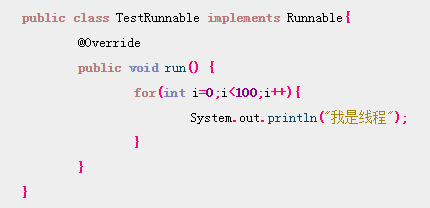 public class TestRunnable implements Runnable{
@Override
public void run() {
for(int i=0;i<100;i++){
System.out.println("我是线程");
}
}
}